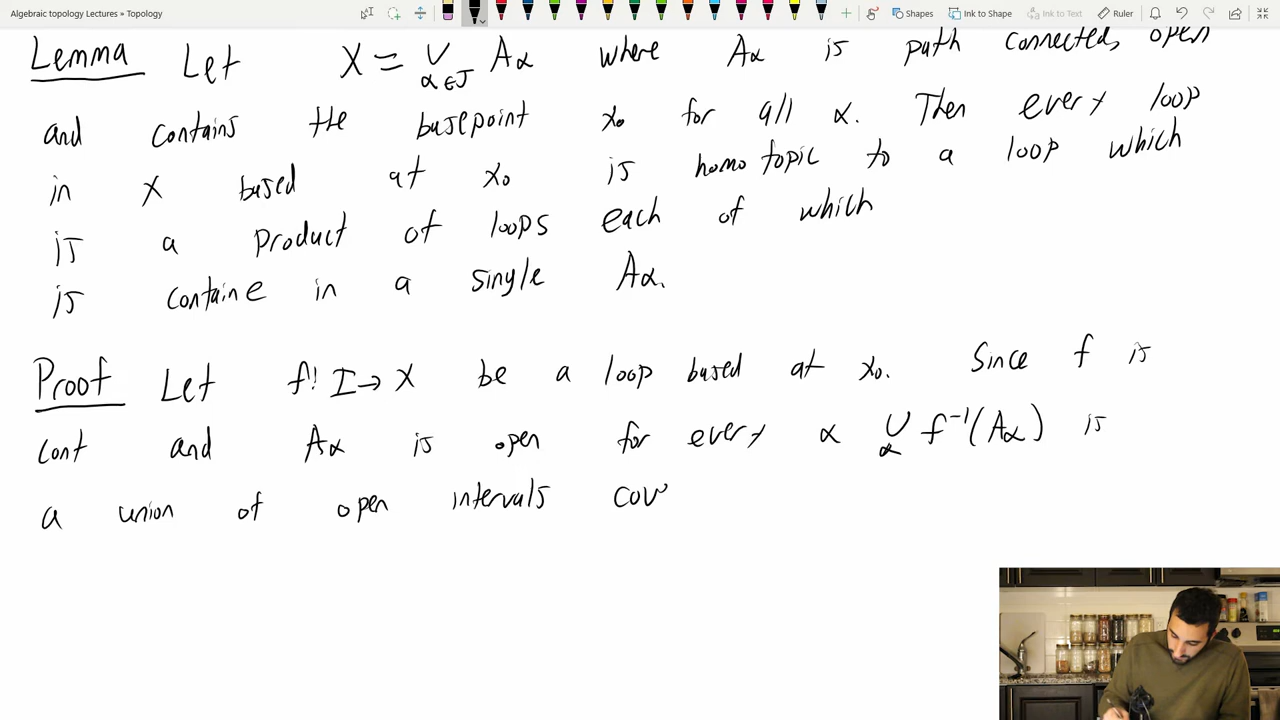 Algebraic topology Lectures » Topology
Shapes Ink to Shape Ink to Text Ruler
Lemma Let X = ∪ Aα where Aα is path connected, open
α∈J
and contains the basepoint x₀ for all α. Then every loop
in X based at x₀ is homotopic to a loop which
is a product of loops each of which
is containe in a single Aα.
Proof Let f: I → X be a loop based at x₀. Since f is
cont and Aα is open for every α ∪ f⁻¹(Aα) is
α
a union of open intervals cov